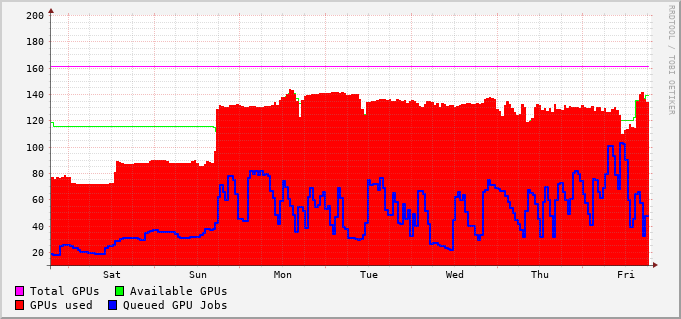 200
180
160
140
120
100
80
60
40
20
Sat Sun Mon Tue Wed Thu Fri
Total GPUs Available GPUs
GPUs used Queued GPU Jobs
RRDTOOL / TOBI OETIKER